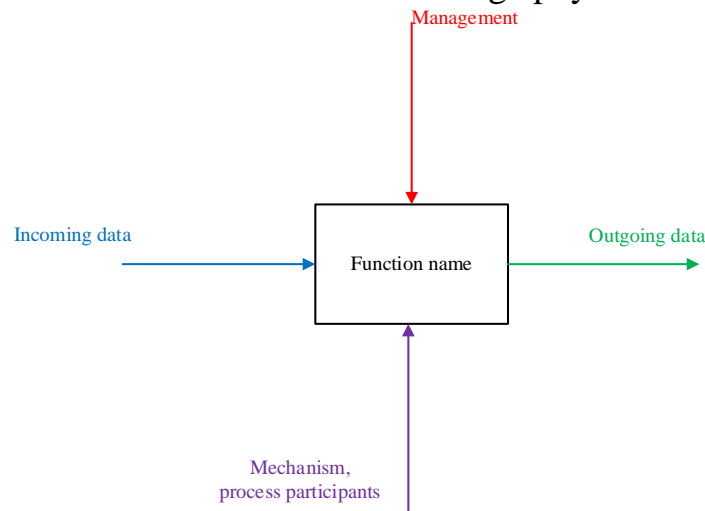 Management
Incoming data
Outgoing data
Function name
Mechanism,
process participants